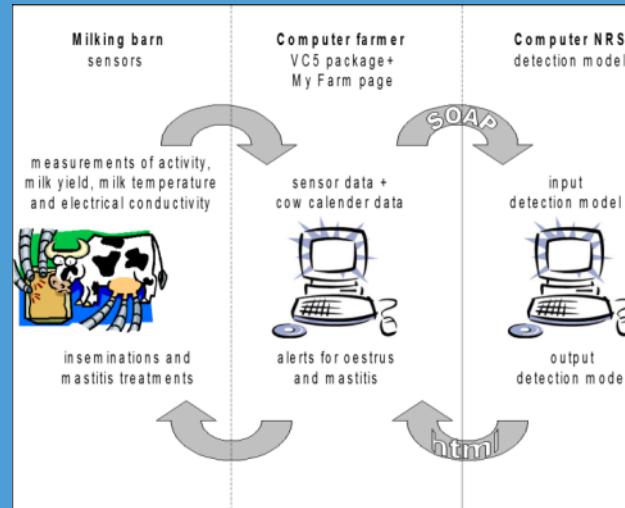 Milking barn
sensors
Computer farmer
VC5 package+
My Farm page
Computer NRS
detection model
SOAP
measurements of activity,
milk yield, milk temperature
and electrical conductivity
sensor data +
cow calender data
input
detection model
inseminations and
mastitis treatments
alerts for oestrus
and mastitis
output
detection mode
html